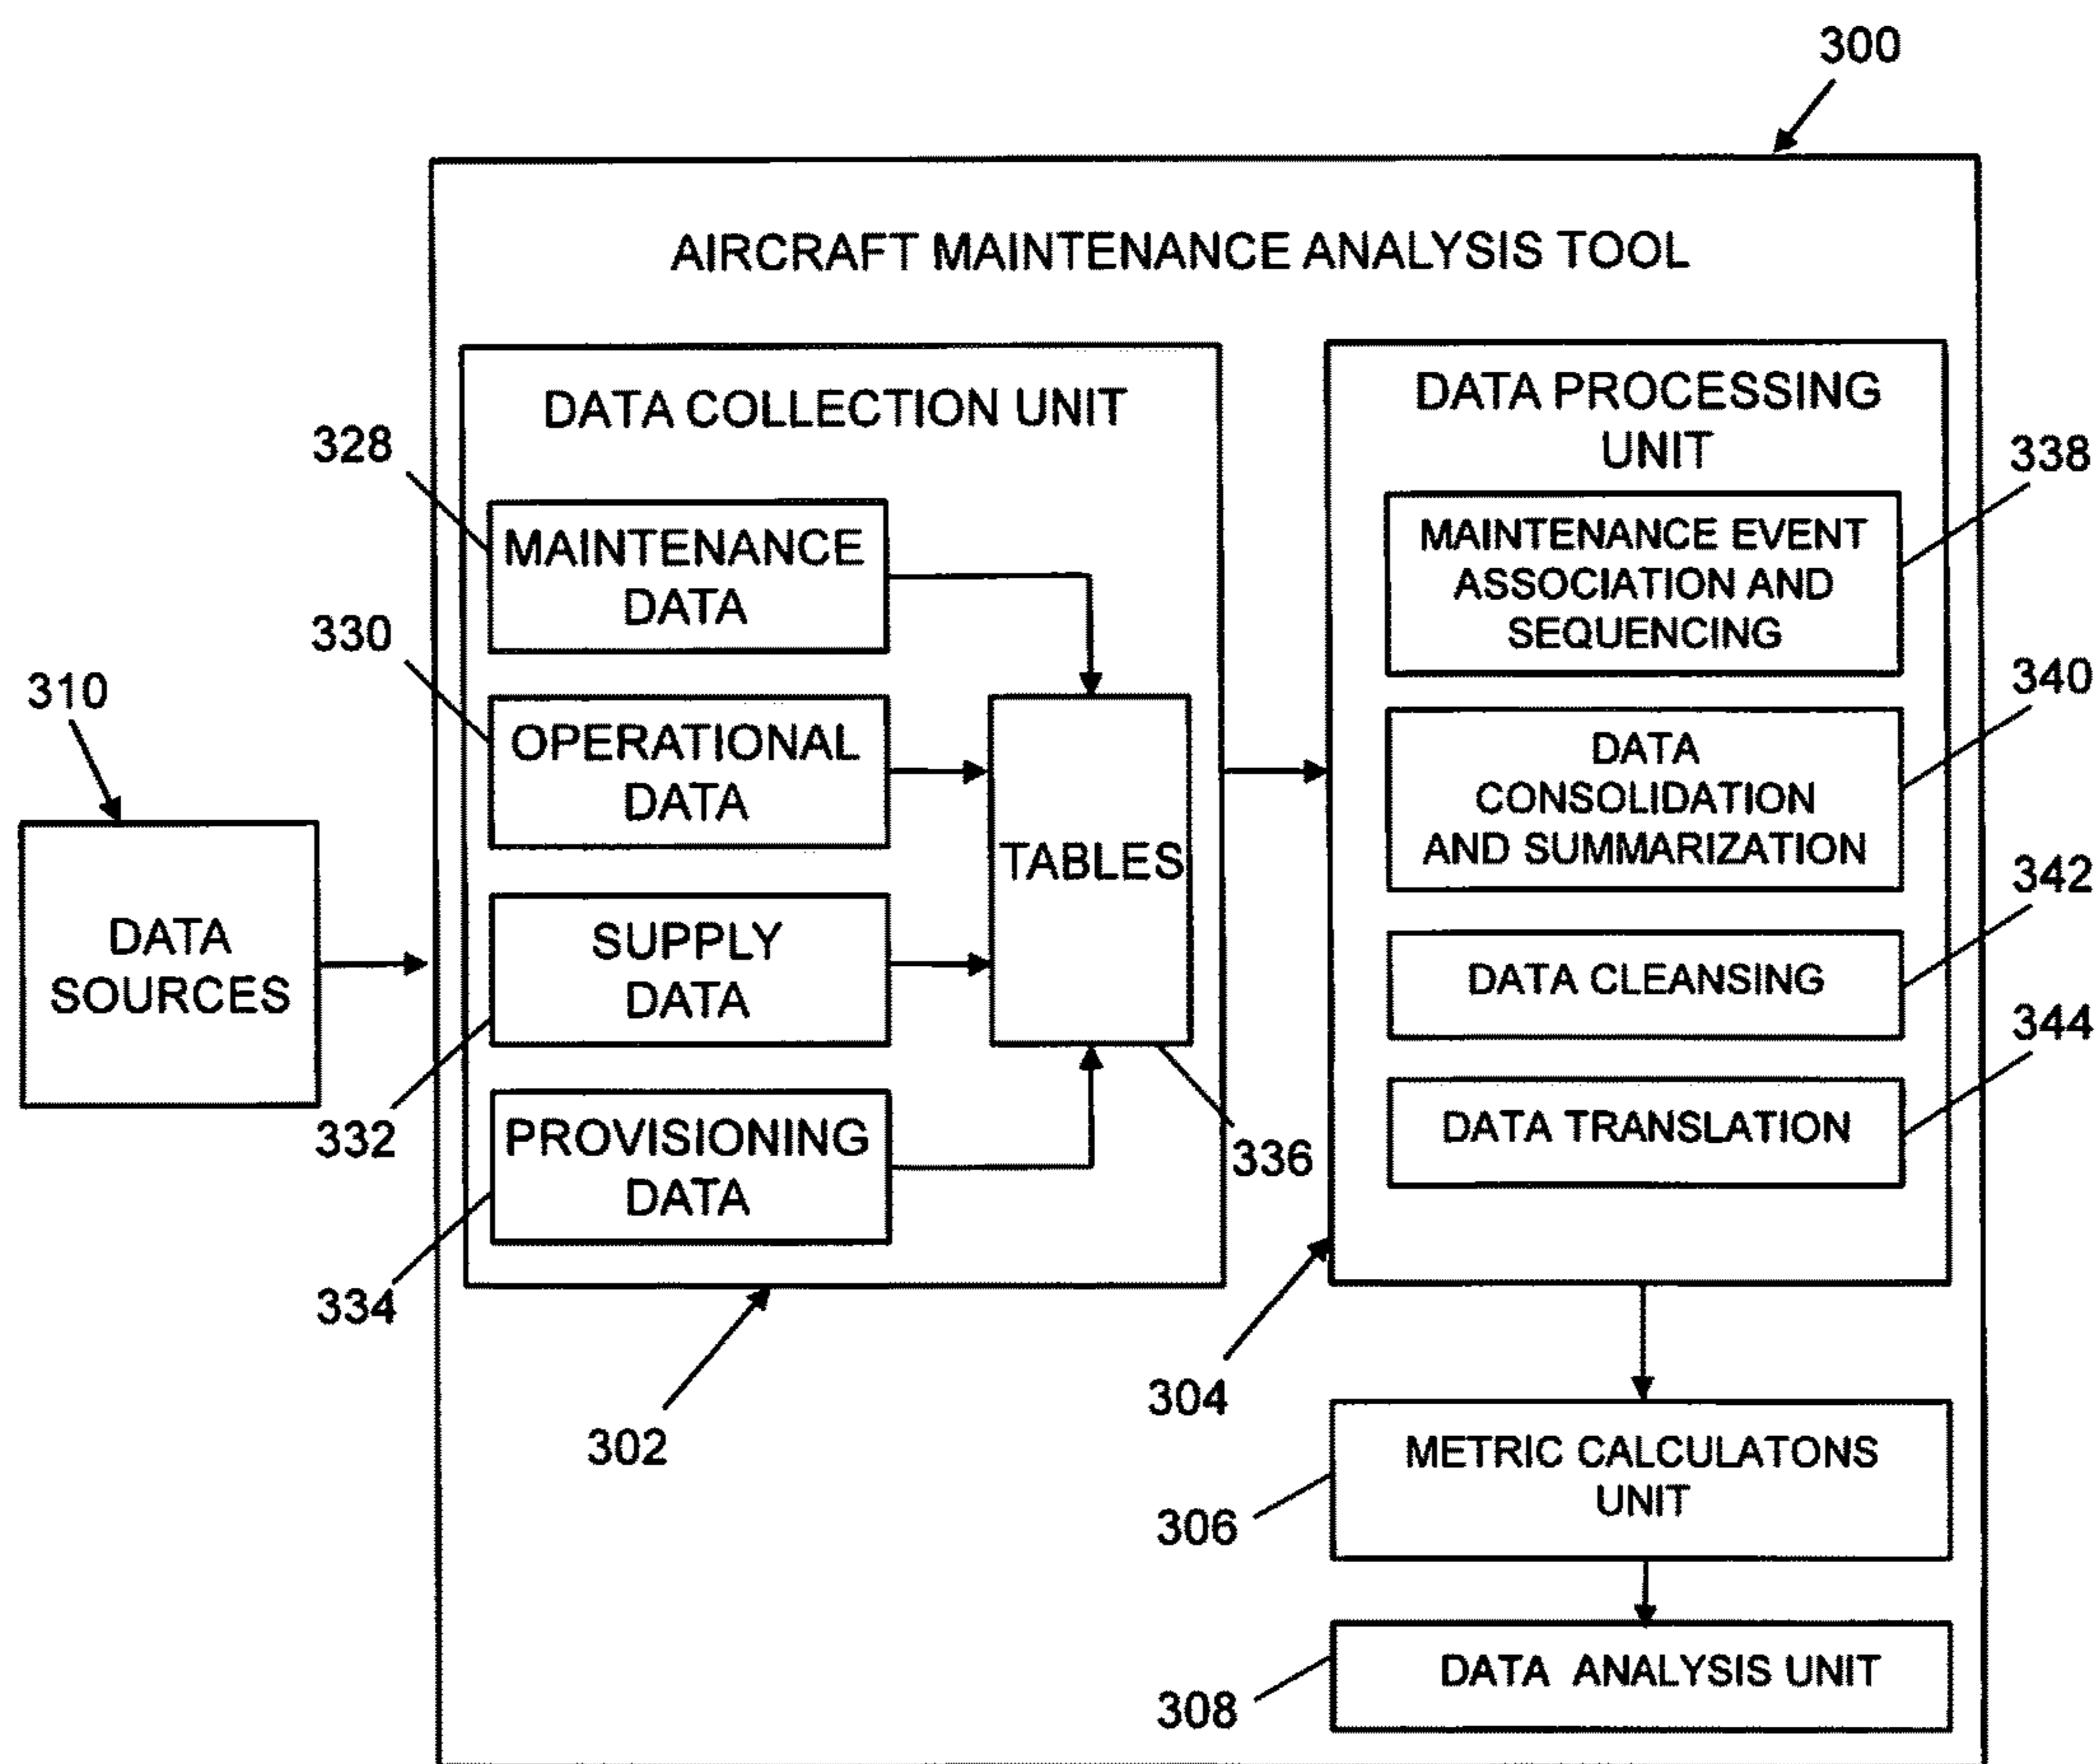 300
AIRCRAFT MAINTENANCE ANALYSIS TOOL
DATA COLLECTION UNIT
328
MAINTENANCE
DATA
330
OPERATIONAL
DATA
310
DATA
SOURCES
SUPPLY
DATA
332
PROVISIONING
DATA
334
TABLES
336
302
DATA PROCESSING
UNIT
338
MAINTENANCE EVENT
ASSOCIATION AND
SEQUENCING
340
DATA
CONSOLIDATION
AND SUMMARIZATION
342
DATA CLEANSING
344
DATA TRANSLATION
304
METRIC CALCULATONS
UNIT
306
DATA ANALYSIS UNIT
308